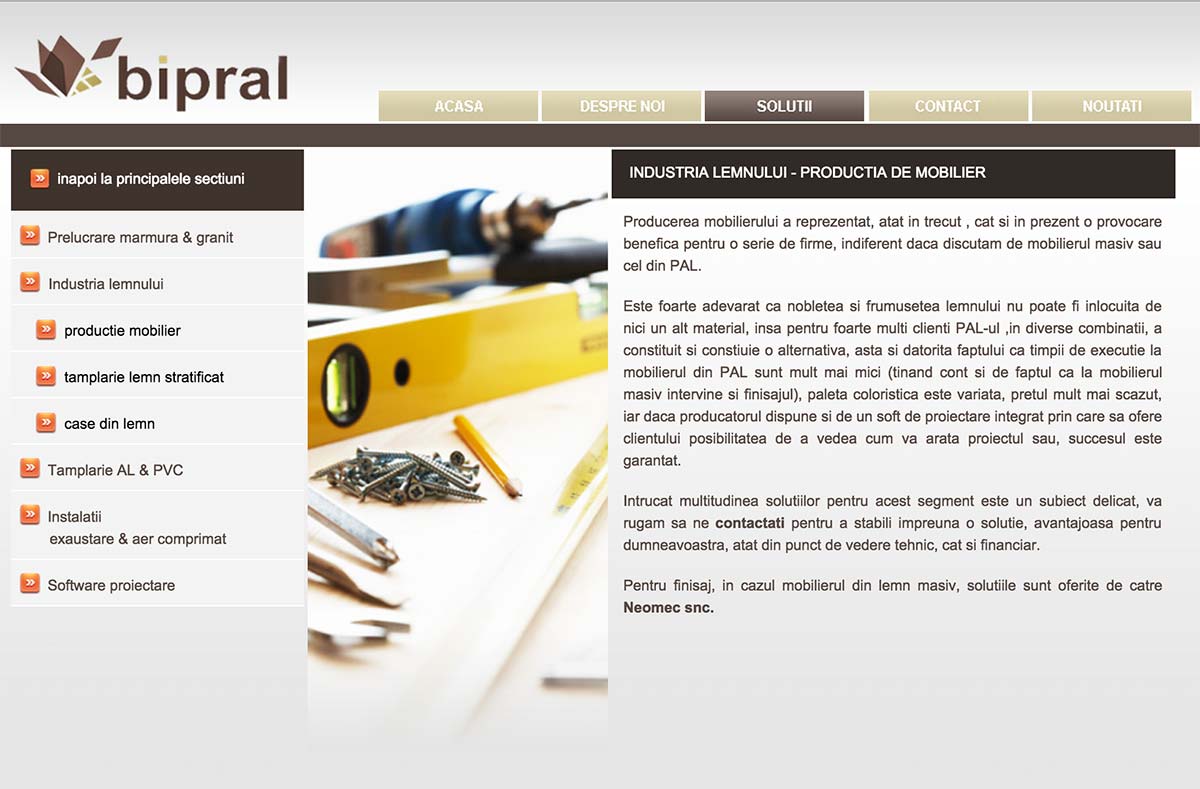 bipral
ACASA
DESPRE NOI
SOLUTII
CONTACT
NOUTATI
inapoi la principalele sectiuni
Prelucrare marmura & granit
Industria lemnului
productie mobilier
tamplarie lemn stratificat
case din lemn
Tamplarie AL & PVC
Instalatii
exaustare & aer comprimat
Software proiectare
INDUSTRIA LEMNULUI - PRODUCTIA DE MOBILIER
Producerea mobilierului a reprezentat, atat in trecut , cat si in prezent o provocare
benefica pentru o serie de firme, indiferent daca discutam de mobilierul masiv sau
cel din PAL.
Este foarte adevarat ca nobletea si frumusetea lemnului nu poate fi inlocuita de
nici un alt material, insa pentru foarte multi clienti PAL-ul ,in diverse combinatii, a
constituit si constiuie o alternativa, asta si datorita faptului ca timpii de executie la
mobilierul din PAL sunt mult mai mici (tinand cont si de faptul ca la mobilierul
masiv intervine si finisajul), paleta coloristica este variata, pretul mult mai scazut,
iar daca producatorul dispune si de un soft de proiectare integrat prin care sa ofere
clientului posibilitatea de a vedea cum va arata proiectul sau, succesul este
garantat.
Intrucat multitudinea solutiilor pentru acest segment este un subiect delicat, va
rugam sa ne contactati pentru a stabili impreuna o solutie, avantajoasa pentru
dumneavoastra, atat din punct de vedere tehnic, cat si financiar.
Pentru finisaj, in cazul mobilierul din lemn masiv, solutiile sunt oferite de catre
Neomec snc.